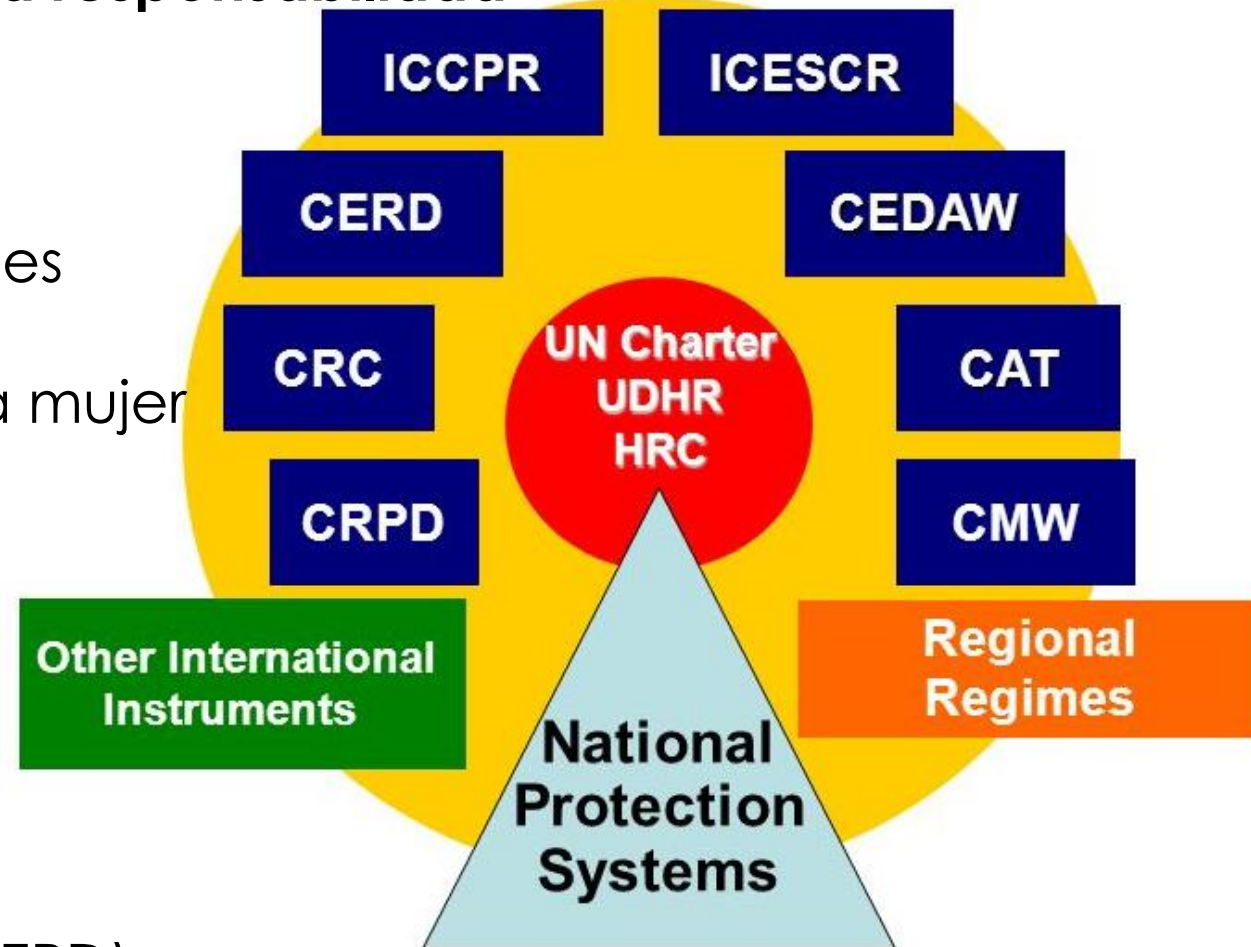 responsabilidad
ICCPR
ICESCR
CERD
CEDAW
es
CRC
UN Charter
UDHR
HRC
CAT
a mujer
CRPD
CMW
Other International
Instruments
Regional
Regimes
National
Protection
Systems